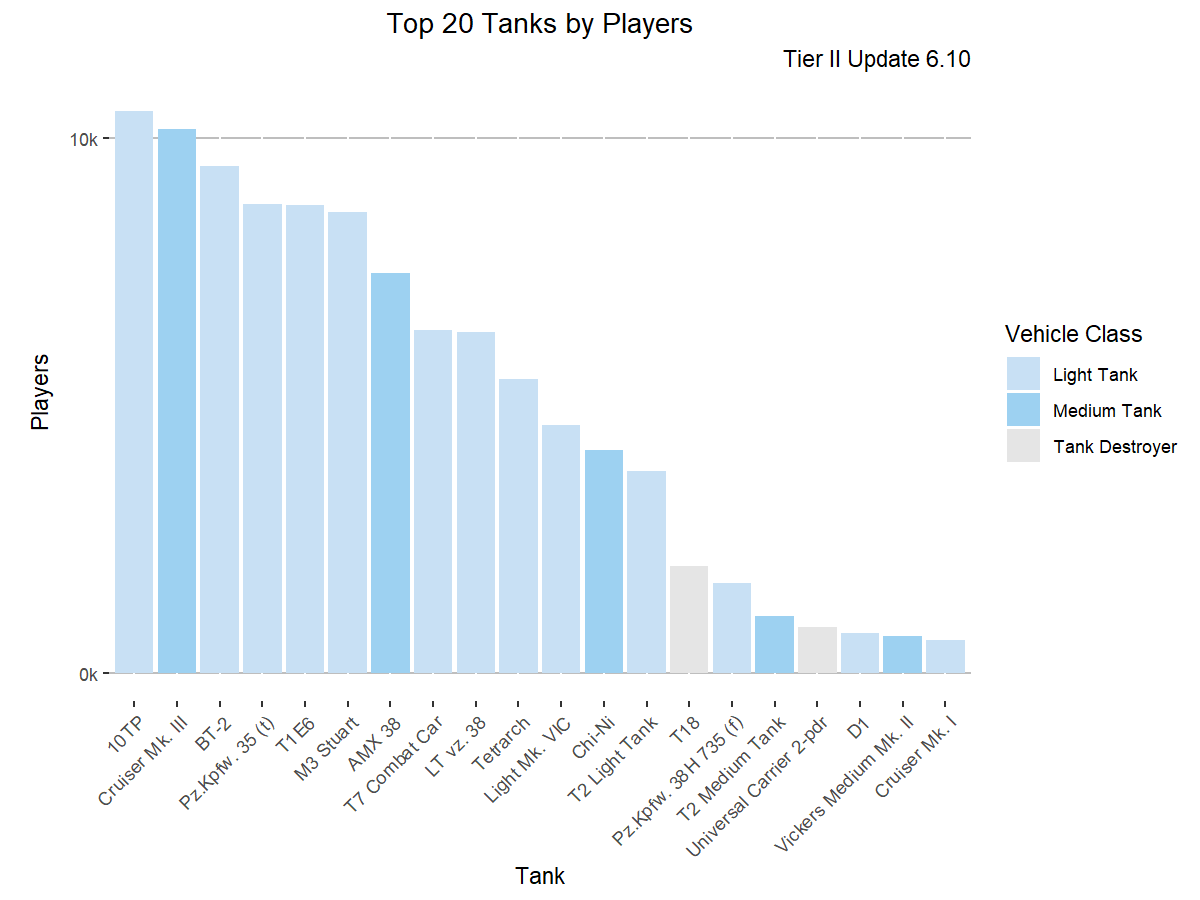 Top 20 Tanks by Players
Tier II Update 6.10
10k
0k
Players
10TP
Cruiser Mk. III
BT-2
Pz.Kpfw. 35 (t)
T1E6
M3 Stuart
AMX 38
T7 Combat Car
LT vz. 38
Tetrarch
Light Mk. VIC
Chi-Ni
T2 Light Tank
T18
Pz.Kpfw. 38H 735 (f)
T2 Medium Tank
Universal Carrier 2-pdr
D1
Vickers Medium Mk. II
Cruiser Mk. I
Tank
Vehicle Class
Light Tank
Medium Tank
Tank Destroyer